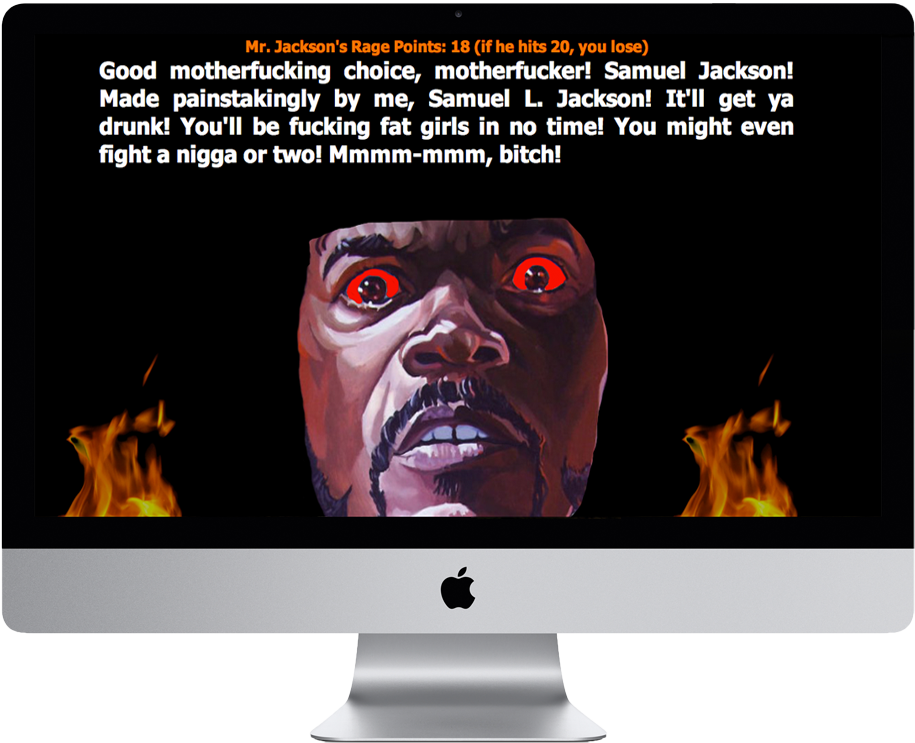 Mr. Jackson's Rage Points: 18 (if he hits 20, you lose)
Good motherfucking choice, motherfucker! Samuel Jackson!
Made painstakingly by me, Samuel L. Jackson! It'll get ya
drunk! You'll be fucking fat girls in no time! You might even
fight a nigga or two! Mmmm-mmm, bitch!